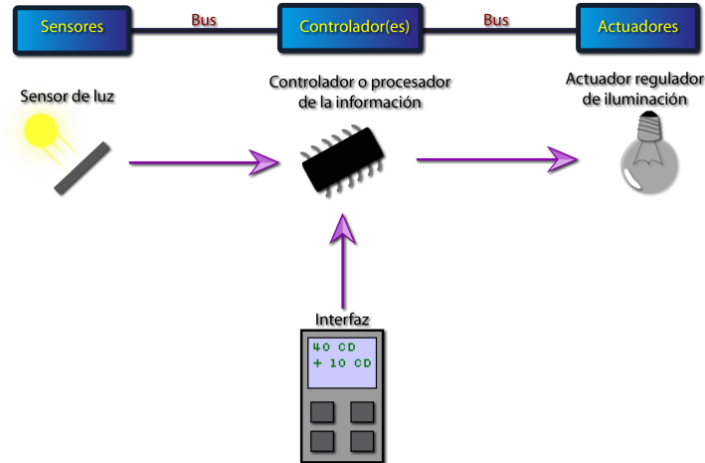 Sensores
Bus
Controlador(es)
Bus
Actuadores
Sensor de luz
Controlador o procesador
de la información
Actuador regulador
de iluminación
Interfaz
40 CD
+ 10 CD